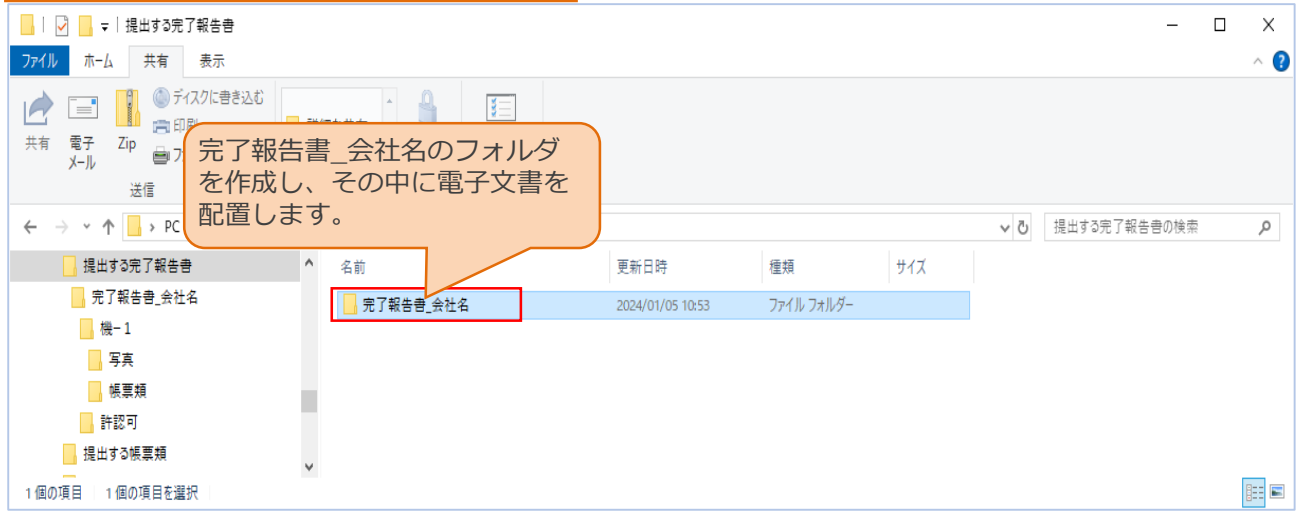 提出する完了報告書
ファイル ホーム 共有 表示
ディスクに書き込む
印刷
共有 電子メール Zip
送信
完了報告書_会社名のフォルダ
を作成し、その中に電子文書を
配置します。
PC
提出する完了報告書の検索
提出する完了報告書
完了報告書_会社名
機-1
写真
帳票類
許認可
提出する帳票類
名前 更新日時 種類 サイズ
完了報告書_会社名 2024/01/05 10:53 ファイル フォルダー
1 個の項目 1 個の項目を選択